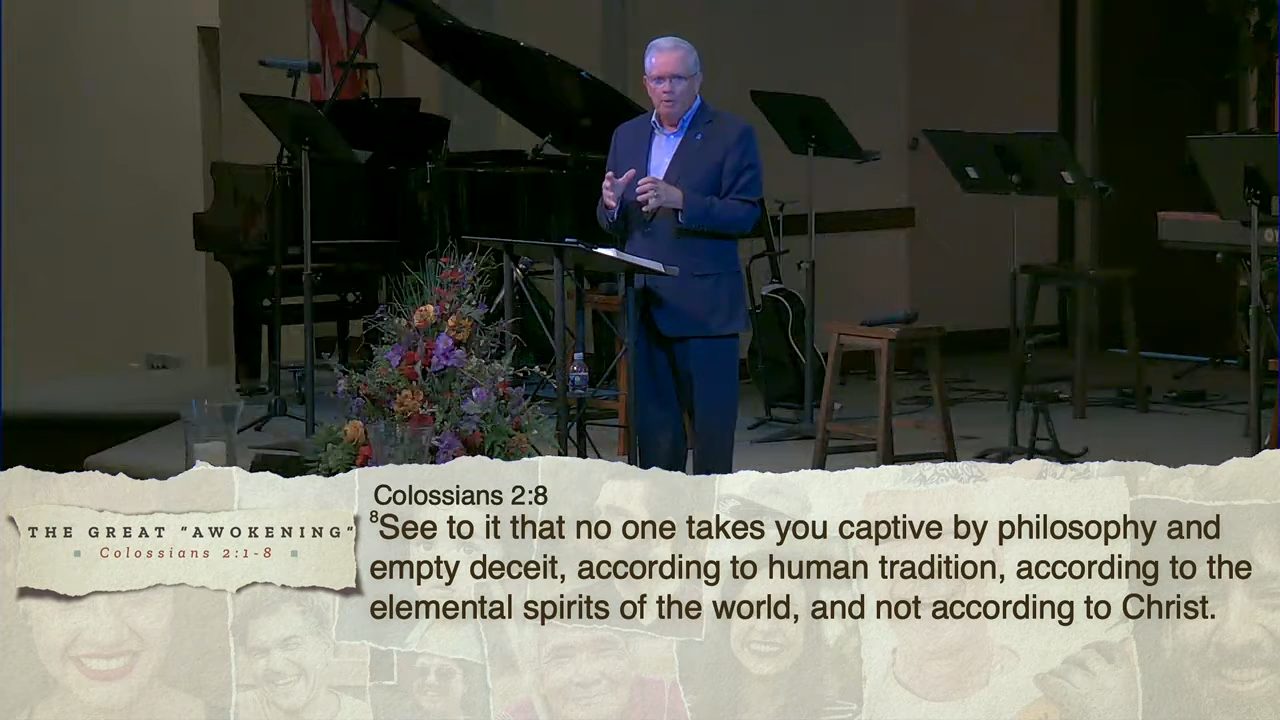 THE GREAT "AWOKENING"
Colossians 2:1-8
Colossians 2:8
⁸See to it that no one takes you captive by philosophy and
empty deceit, according to human tradition, according to the
elemental spirits of the world, and not according to Christ.